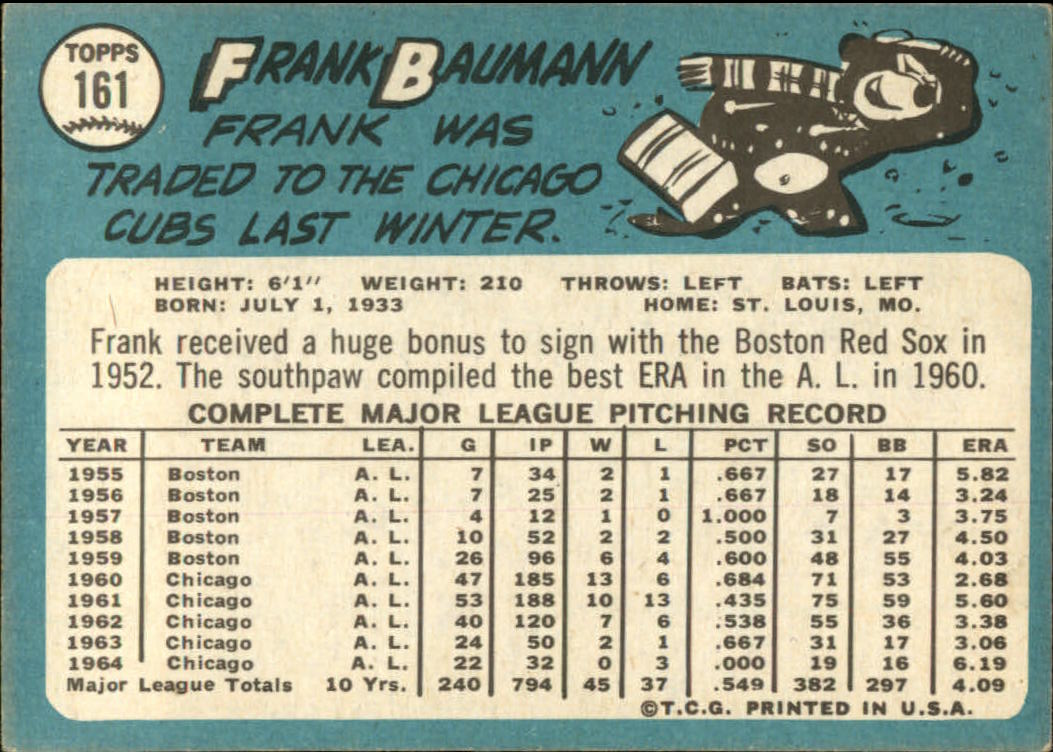 TOPPS
161
FRANK BAUMANN
FRANK WAS
TRADED TO THE CHICAGO
CUBS LAST WINTER.
HEIGHT: 6'1" WEIGHT: 210 THROWS: LEFT BATS: LEFT
BORN: JULY 1, 1933 HOME: ST. LOUIS, MO.
Frank received a huge bonus to sign with the Boston Red Sox in
1952. The southpaw compiled the best ERA in the A. L. in 1960.
COMPLETE MAJOR LEAGUE PITCHING RECORD
YEAR TEAM LEA. G IP W L PCT SO BB ERA
1955 Boston A. L. 7 34 2 1 .667 27 17 5.82
1956 Boston A. L. 7 25 2 1 .667 18 14 3.24
1957 Boston A. L. 4 12 1 0 1.000 7 3 3.75
1958 Boston A. L. 10 52 2 2 .500 31 27 4.50
1959 Boston A. L. 26 96 6 4 .600 48 55 4.03
1960 Chicago A. L. 47 185 13 6 .684 71 53 2.68
1961 Chicago A. L. 53 188 10 13 .435 75 59 5.60
1962 Chicago A. L. 40 120 7 6 .538 55 36 3.38
1963 Chicago A. L. 24 50 2 1 .667 31 17 3.06
1964 Chicago A. L. 22 32 0 3 .000 19 16 6.19
Major League Totals 10 Yrs. 240 794 45 37 .549 382 297 4.09
©T.C.G. PRINTED IN U.S.A.